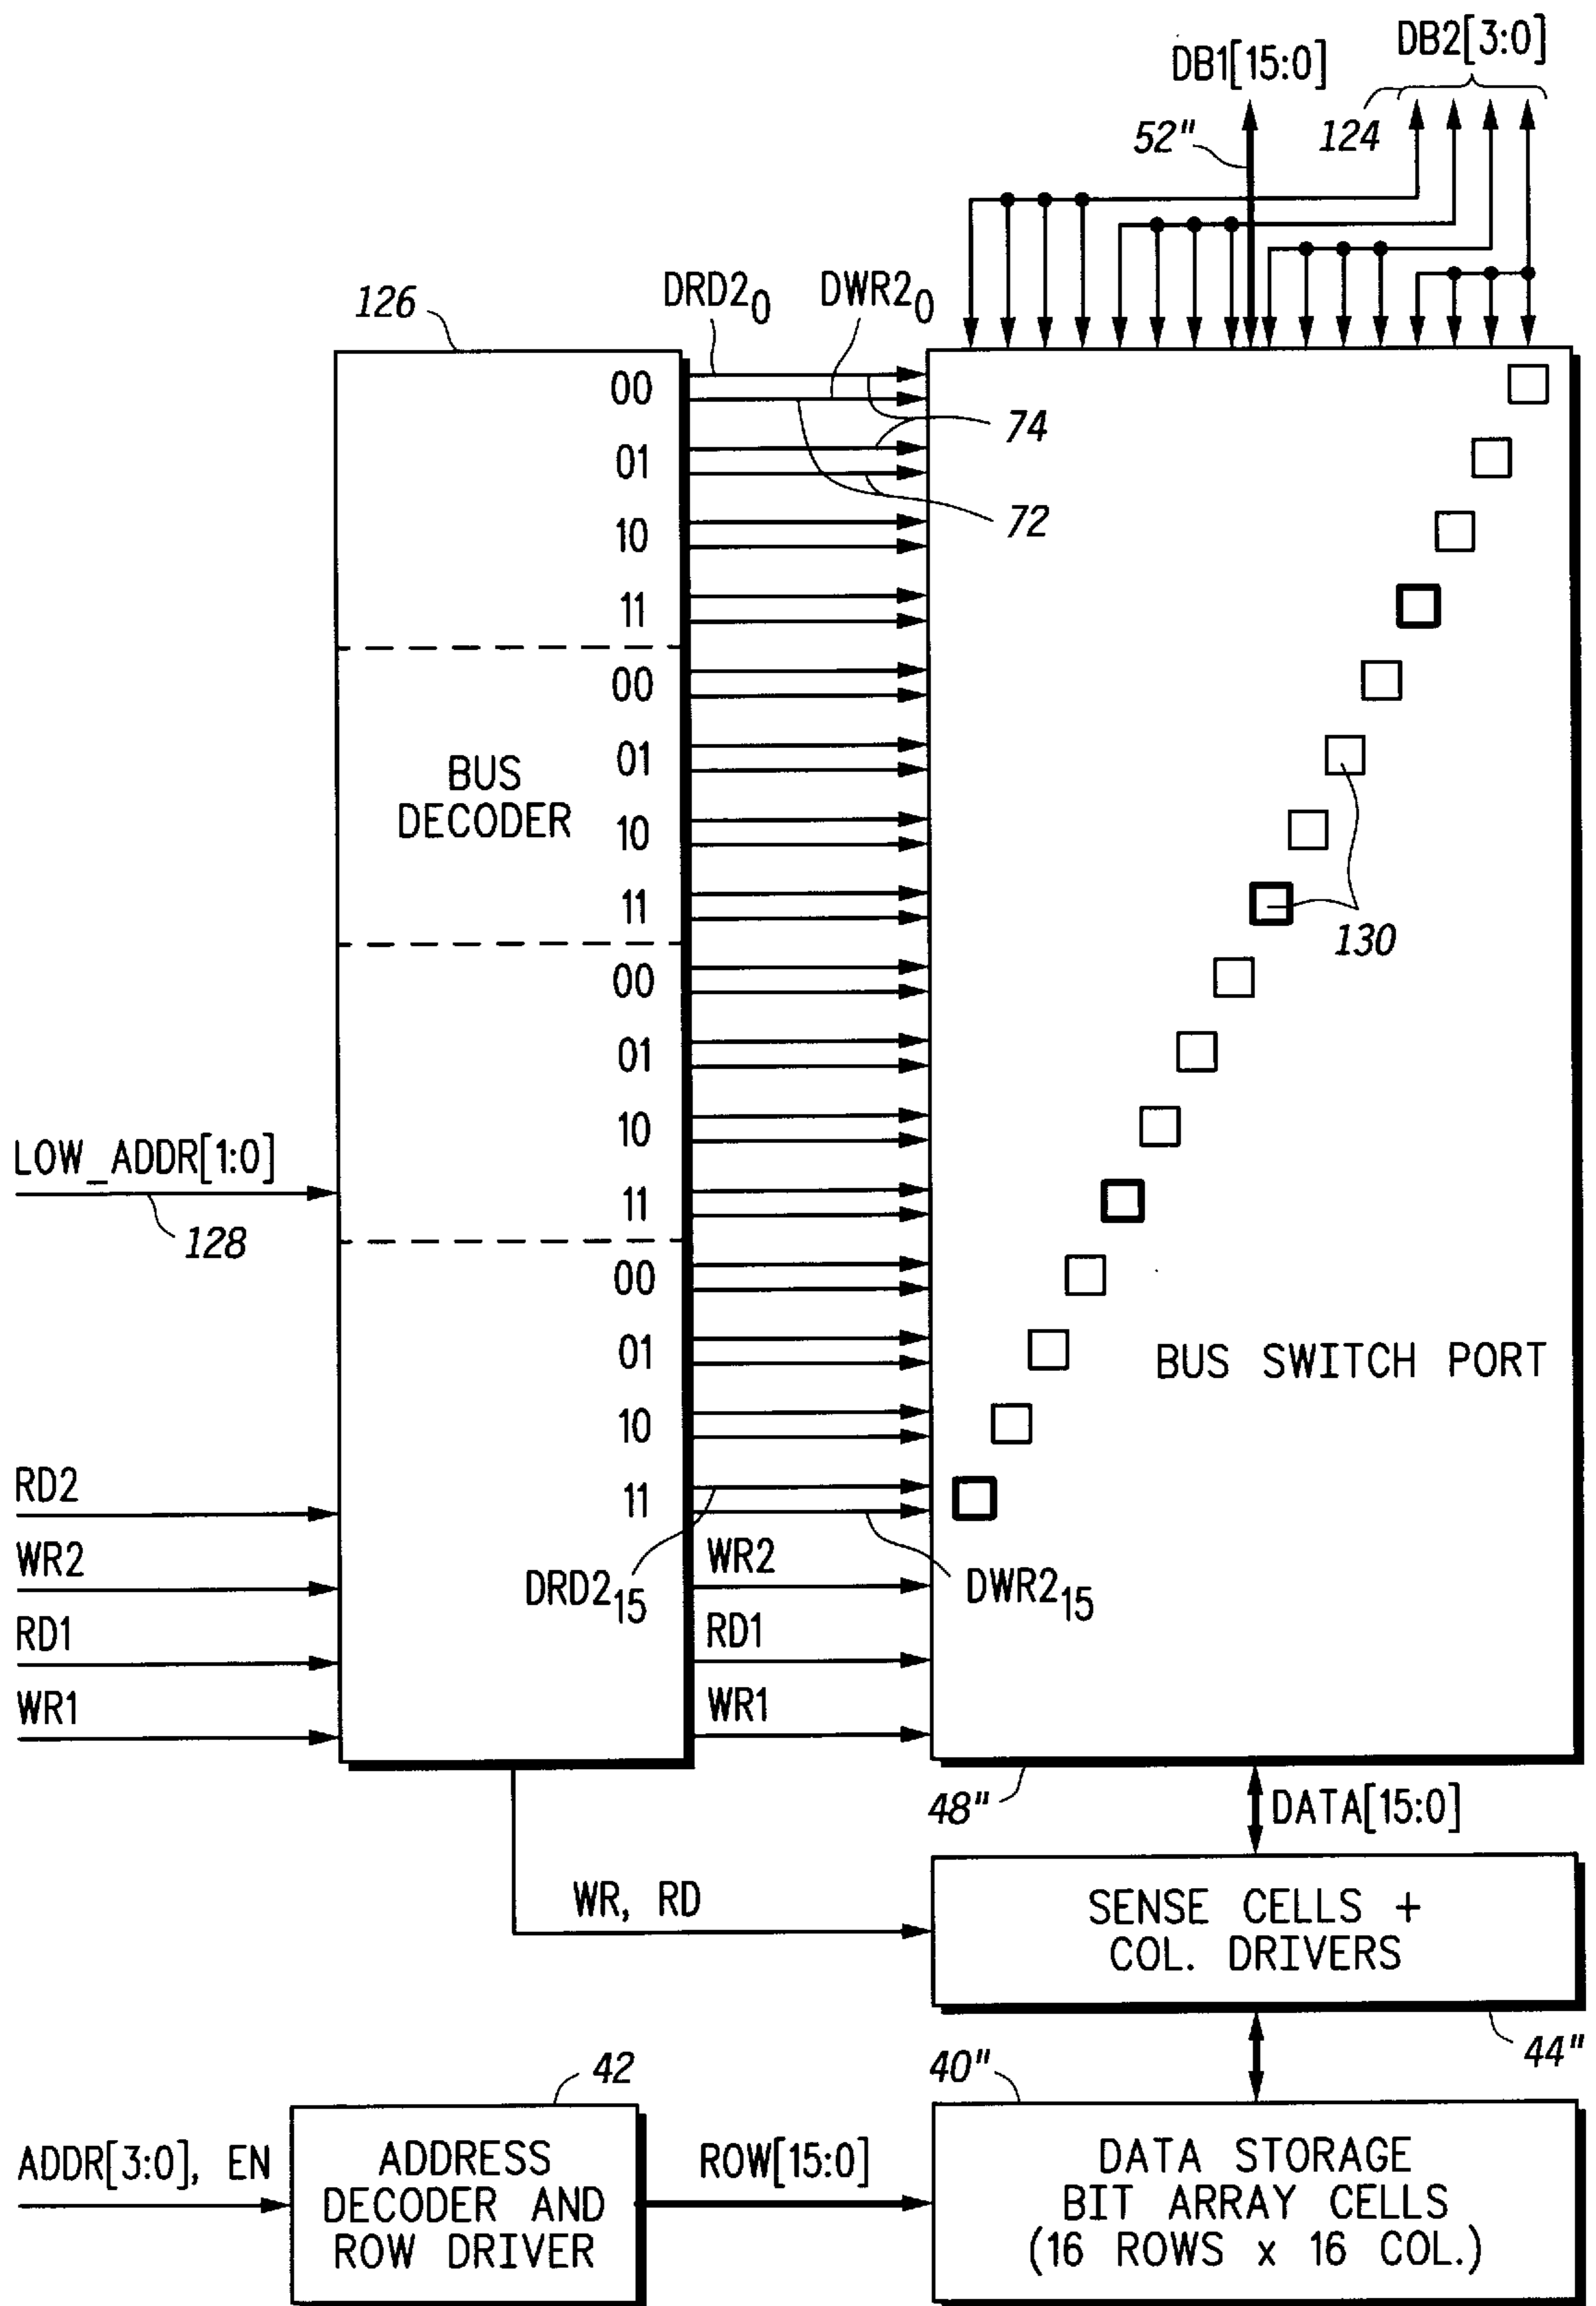 DB1[15:0]
DB2[3:0]
52"
124
126
DRD2₀
DWR2₀
00
74
01
72
10
11
00
01
BUS
DECODER
10
11
130
00
01
10
LOW_ADDR[1:0]
11
128
00
01
BUS SWITCH PORT
10
RD2
11
WR2
WR2
DRD2₁₅
DWR2₁₅
RD1
RD1
WR1
WR1
48"
DATA[15:0]
WR, RD
SENSE CELLS +
COL. DRIVERS
44"
42
40"
ADDR[3:0], EN
ADDRESS
DECODER AND
ROW DRIVER
ROW[15:0]
DATA STORAGE
BIT ARRAY CELLS
(16 ROWS x 16 COL.)